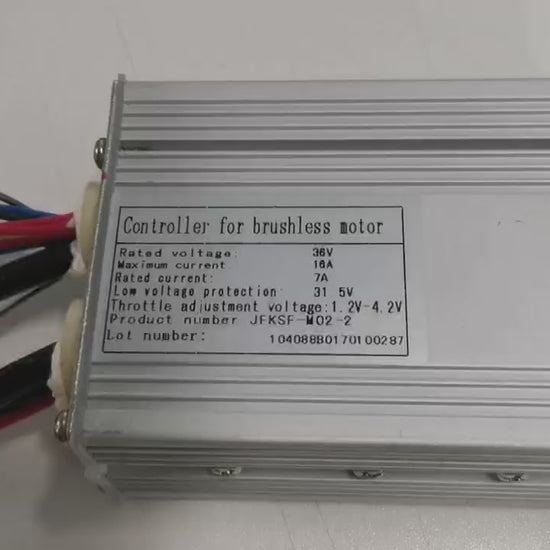 Controller for brushless motor
Rated voltage: 36V
Maximum current: 16A
Rated current: 7A
Low voltage protection: 31.5V
Throttle adjustment voltage:1.2V-4.2V
Product number JFKSF-M02-2
Lot number: 104088B0170100287